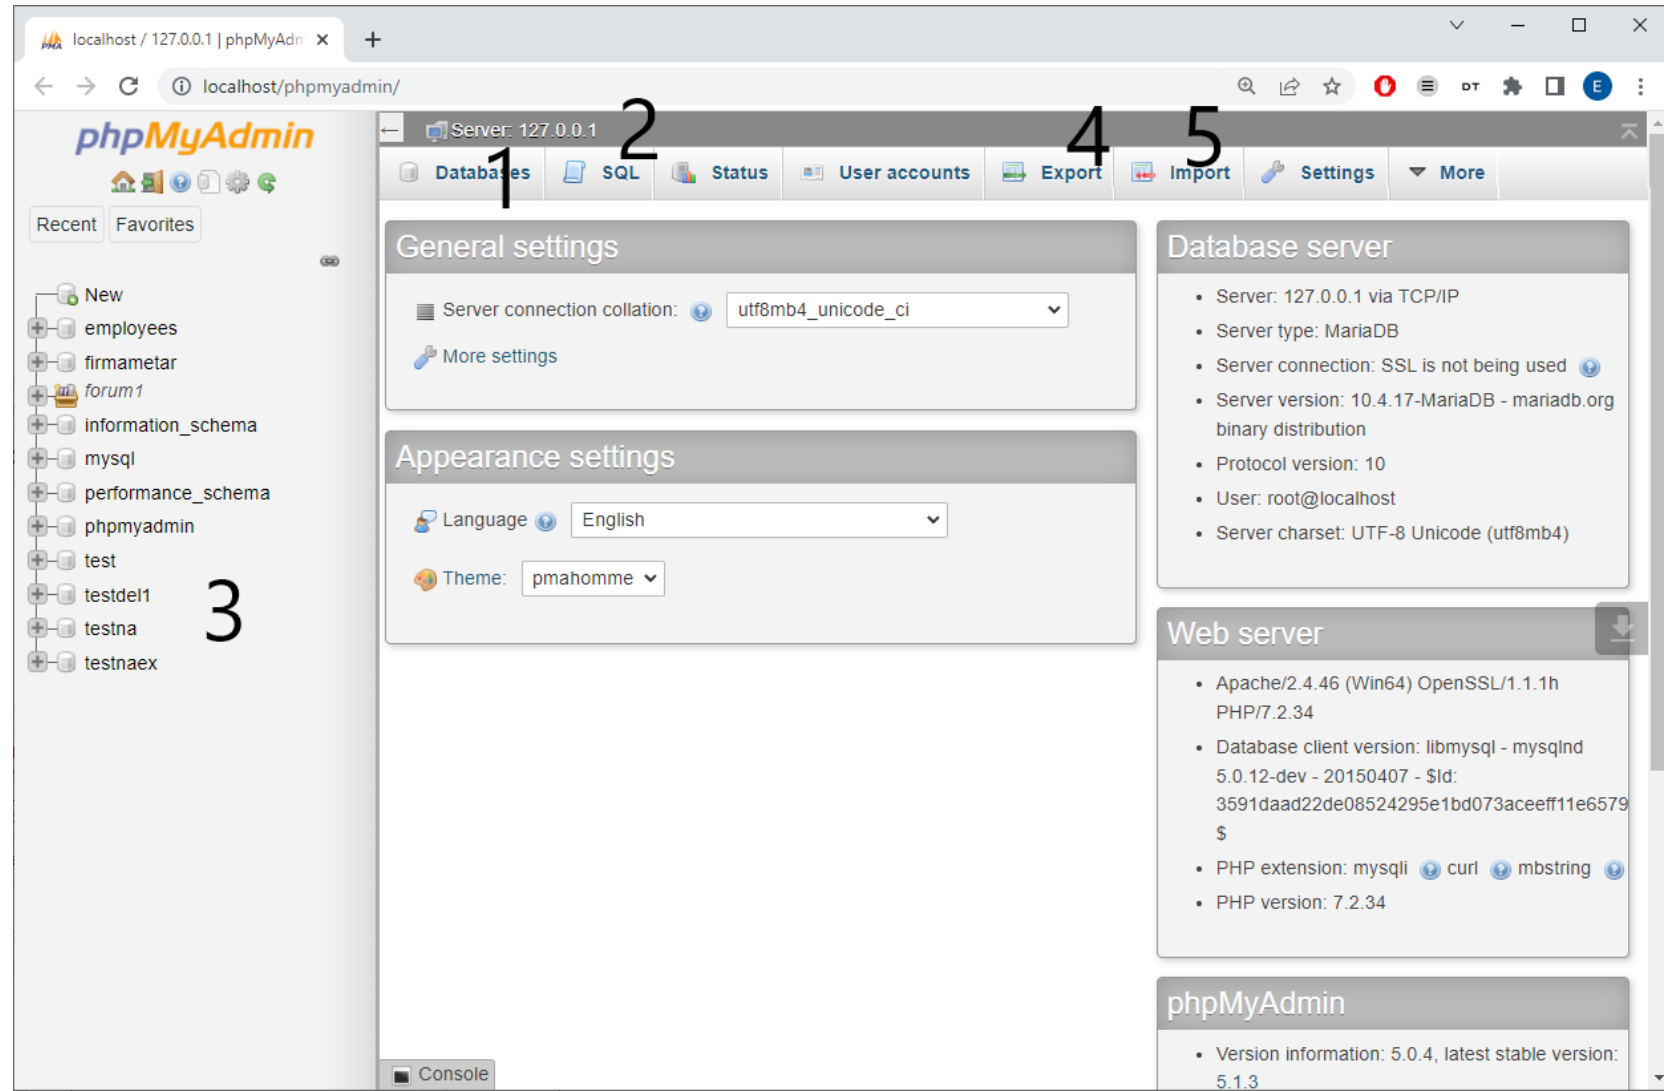 localhost / 127.0.0.1 | phpMyAdm
localhost/phpmyadmin/
DT
E
phpMyAdmin
Recent Favorites
New
employees
firmametar
forum1
information_schema
mysql
performance_schema
phpmyadmin
test
testdel1
testna
testnaex
3
Server: 127.0.0.1
1
2
4
5
Databases SQL Status User accounts Export Import Settings More
General settings
Server connection collation: utf8mb4_unicode_ci
More settings
Appearance settings
Language English
Theme: pmahomme
Database server
Server: 127.0.0.1 via TCP/IP
Server type: MariaDB
Server connection: SSL is not being used
Server version: 10.4.17-MariaDB - mariadb.org
binary distribution
Protocol version: 10
User: root@localhost
Server charset: UTF-8 Unicode (utf8mb4)
Web server
Apache/2.4.46 (Win64) OpenSSL/1.1.1h
PHP/7.2.34
Database client version: libmysql - mysqlnd
5.0.12-dev - 20150407 - $Id:
3591daad22de08524295e1bd073aceeff11e6579
$
PHP extension: mysqli curl mbstring
PHP version: 7.2.34
phpMyAdmin
Version information: 5.0.4, latest stable version:
5.1.3
Console